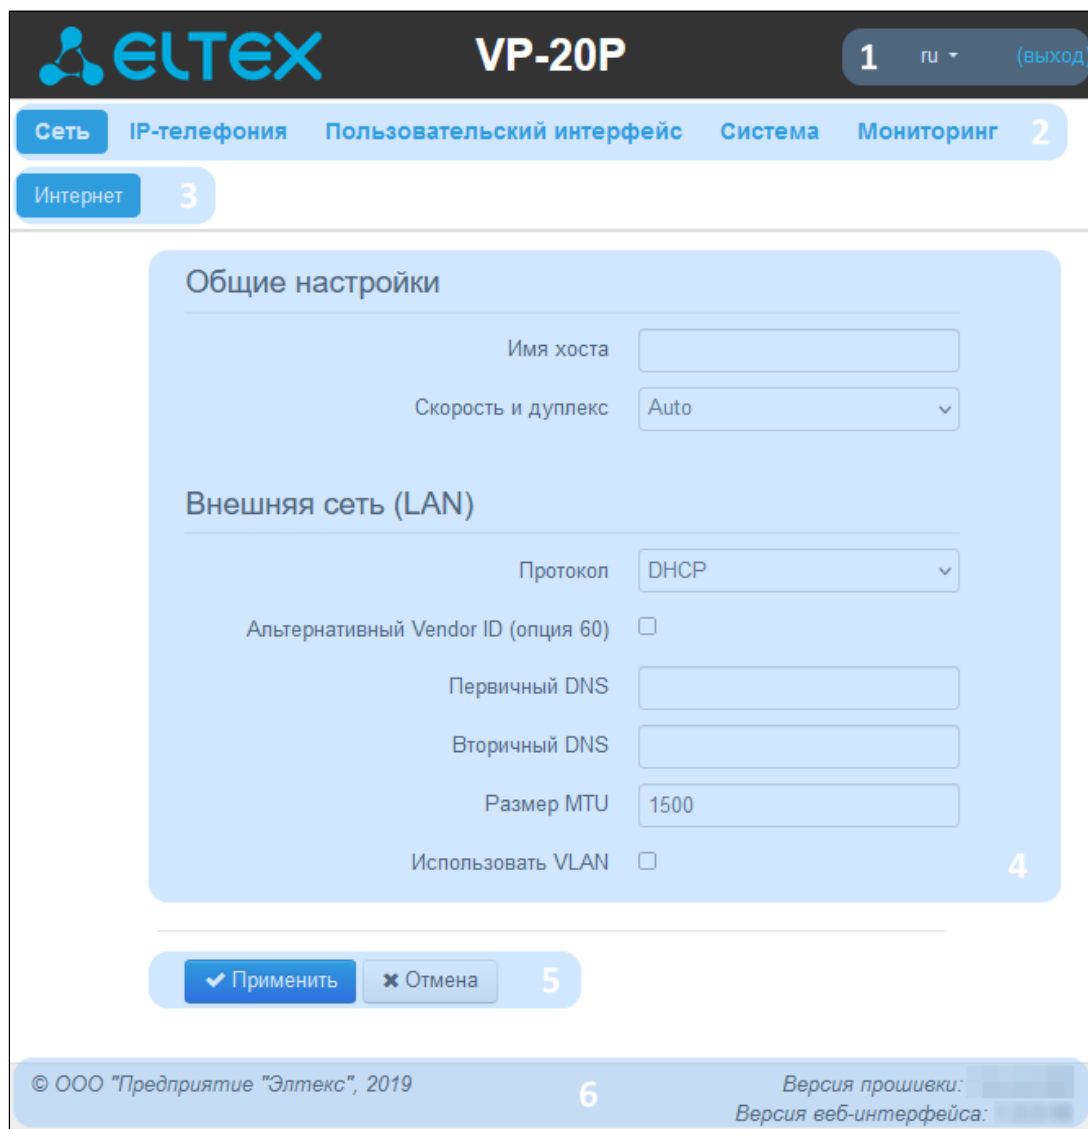 ELTEX VP-20P 1 ru (выход)
Сеть IP-телефония Пользовательский интерфейс Система Мониторинг 2
Интернет 3
Общие настройки
Имя хоста
Скорость и дуплекс Auto
Внешняя сеть (LAN)
Протокол DHCP
Альтернативный Vendor ID (опция 60)
Первичный DNS
Вторичный DNS
Размер MTU 1500
Использовать VLAN
4
Применить Отмена 5
© ООО "Предприятие "Элтекс", 2019 6 Версия прошивки:
Версия веб-интерфейса: